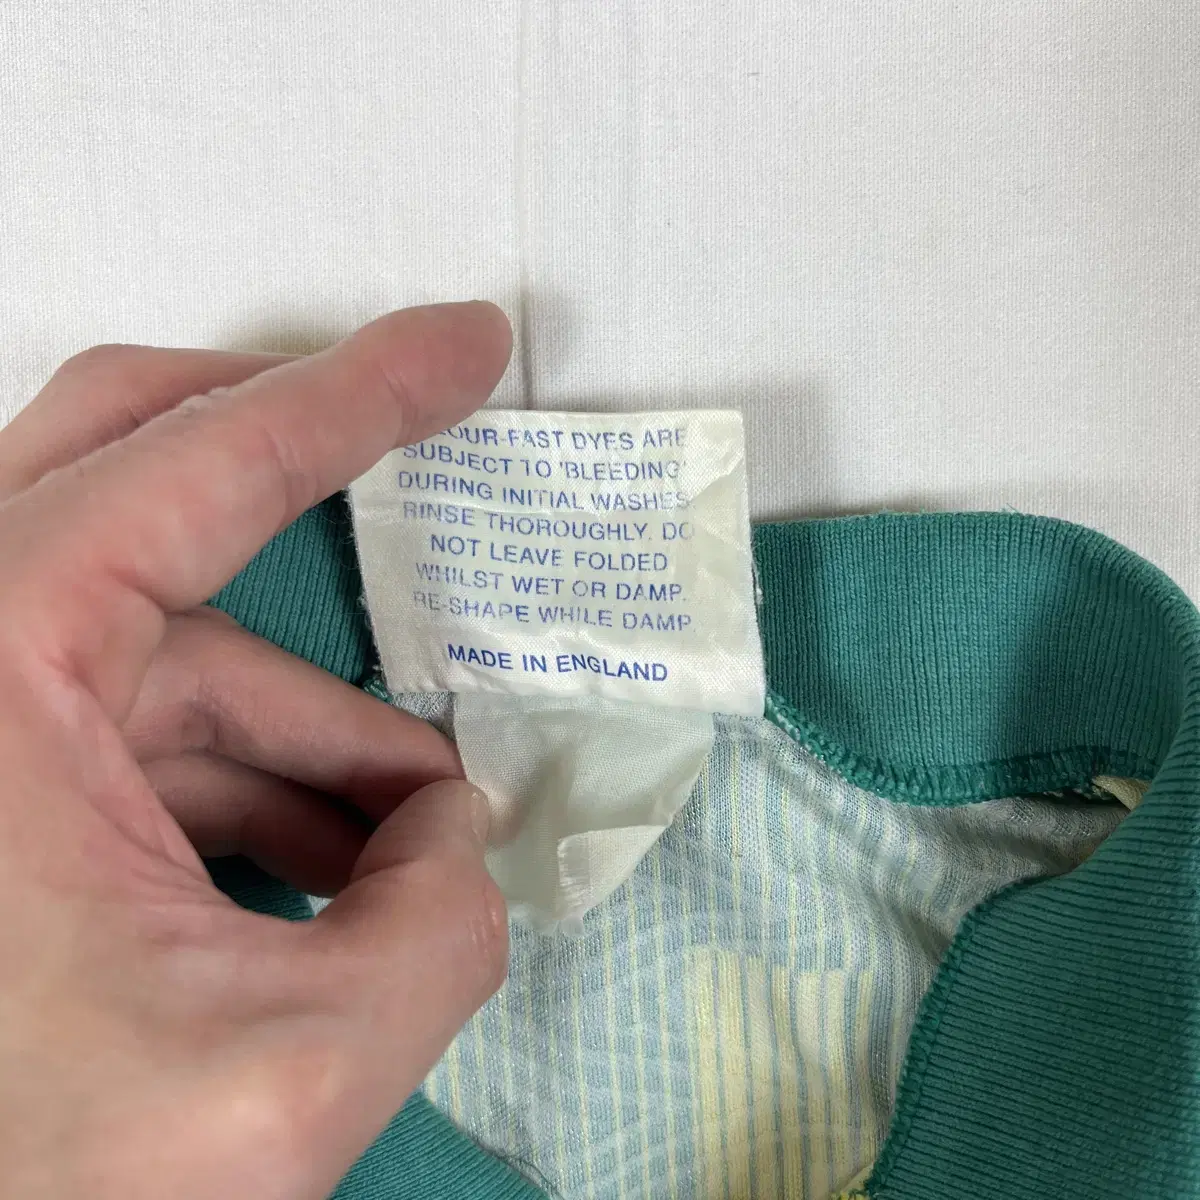 OUR-FAST DYES ARE
SUBJECT TO 'BLEEDING'
DURING INITIAL WASHES
RINSE THOROUGHLY. DO
NOT LEAVE FOLDED
WHILST WET OR DAMP.
RE-SHAPE WHILE DAMP.
MADE IN ENGLAND